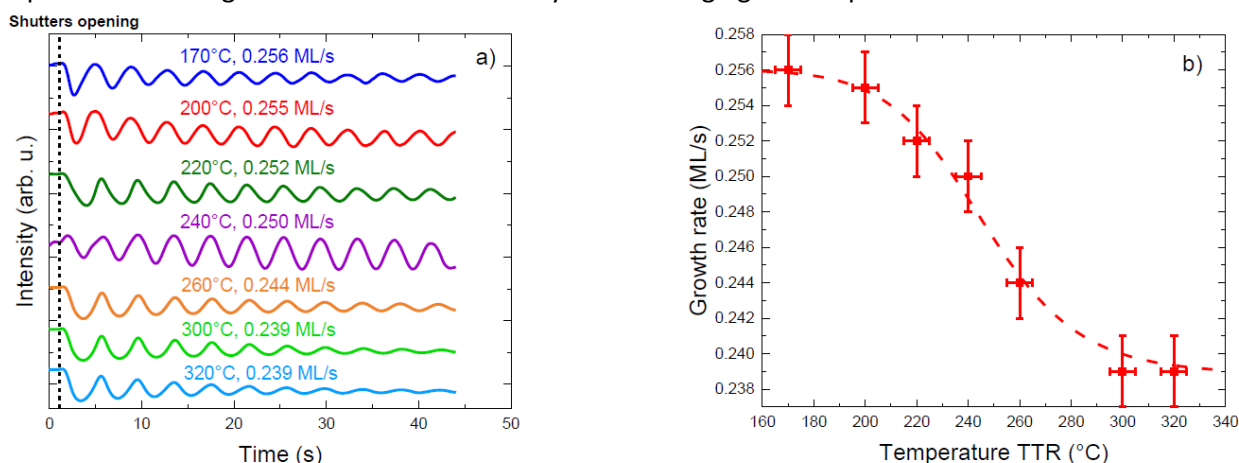 Shutters opening
a)
170°C, 0.256 ML/s
200°C, 0.255 ML/s
220°C, 0.252 ML/s
240°C, 0.250 ML/s
260°C, 0.244 ML/s
300°C, 0.239 ML/s
320°C, 0.239 ML/s
Intensity (arb. u.)
0 10 20 30 40 50
Time (s)
b)
0.258
0.256
0.254
0.252
0.250
0.248
0.246
0.244
0.242
0.240
0.238
Growth rate (ML/s)
160 180 200 220 240 260 280 300 320 340
Temperature TTR (°C)